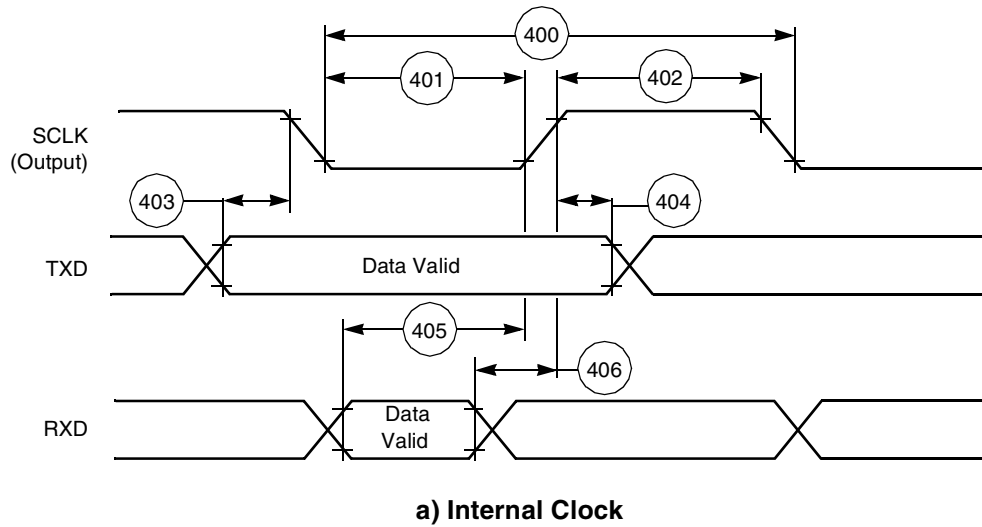 400
401
402
SCLK
(Output)
403
404
TXD
Data Valid
405
406
RXD
Data
Valid
a) Internal Clock